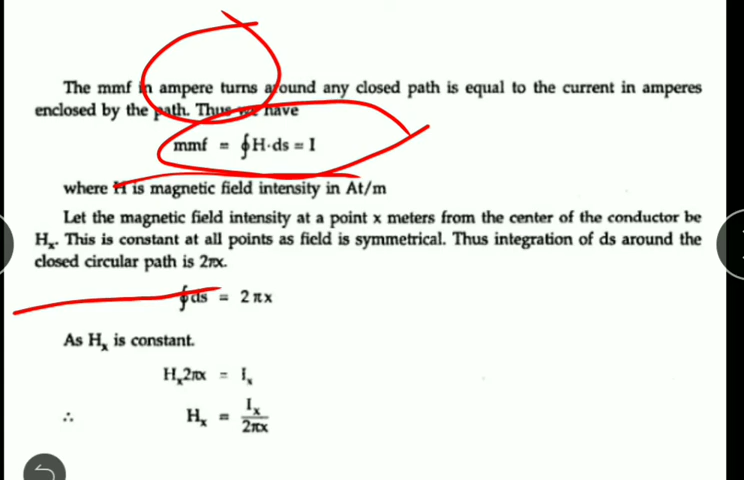 The mmf in ampere turns around any closed path is equal to the current in amperes
enclosed by the path. Thus we have
mmf = ∮H·ds = I
where H is magnetic field intensity in At/m
Let the magnetic field intensity at a point x meters from the center of the conductor be
Hₓ. This is constant at all points as field is symmetrical. Thus integration of ds around the
closed circular path is 2πx.
∮ds = 2πx
As Hₓ is constant.
Hₓ2πx = Iₓ
∴ Hₓ = Iₓ/2πx